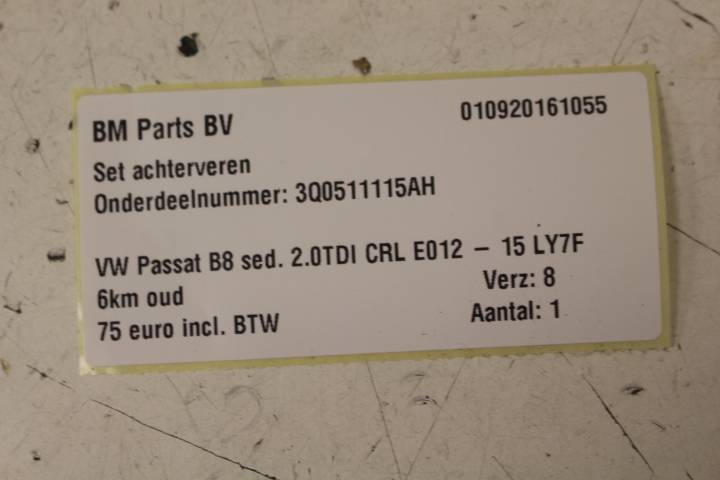 BM Parts BV 010920161055
Set achterveren
Onderdeelnummer: 3Q0511115AH
VW Passat B8 sed. 2.0TDI CRL E012 – 15 LY7F
6km oud Verz: 8
75 euro incl. BTW Aantal: 1